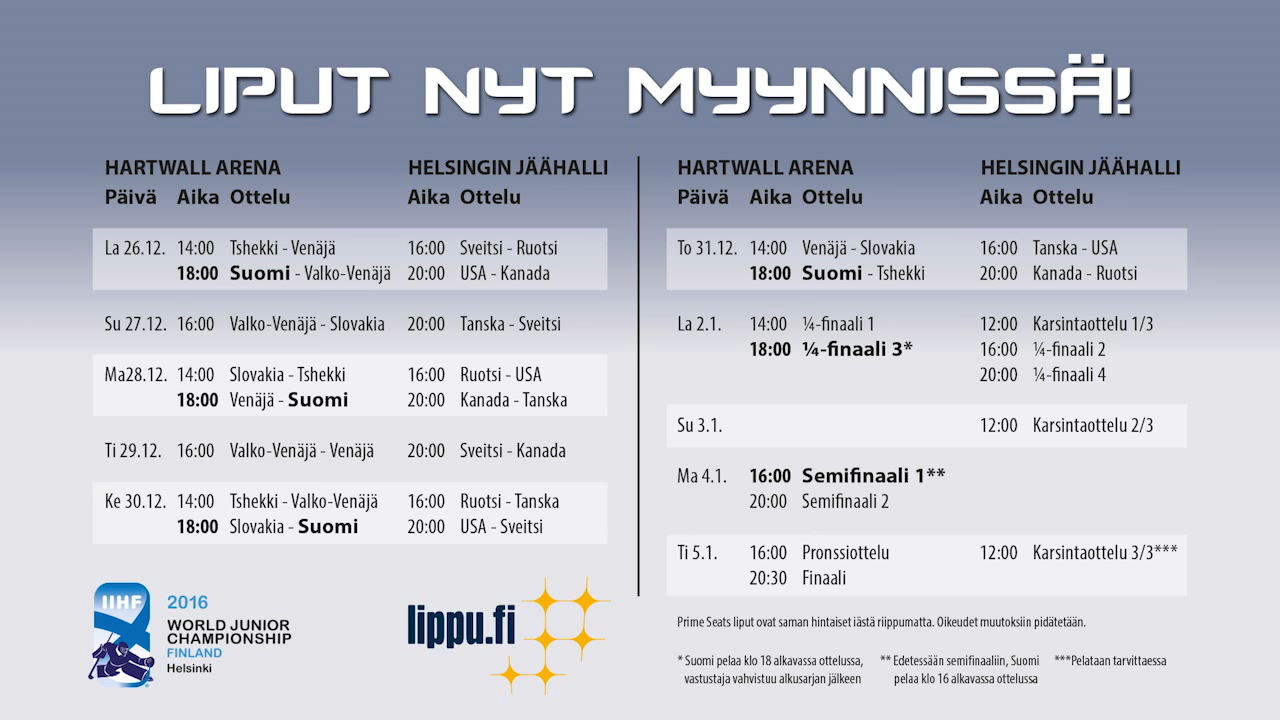 LIPUT NYT MYYNNISSÄ!
HARTWALL ARENA HELSINGIN JÄÄHALLI
Päivä Aika Ottelu Aika Ottelu
La 26.12. 14:00 Tshekki - Venäjä 16:00 Sveitsi - Ruotsi
18:00 Suomi - Valko-Venäjä 20:00 USA - Kanada
Su 27.12. 16:00 Valko-Venäjä - Slovakia 20:00 Tanska - Sveitsi
Ma28.12. 14:00 Slovakia - Tshekki 16:00 Ruotsi - USA
18:00 Venäjä - Suomi 20:00 Kanada - Tanska
Ti 29.12. 16:00 Valko-Venäjä - Venäjä 20:00 Sveitsi - Kanada
Ke 30.12. 14:00 Tshekki - Valko-Venäjä 16:00 Ruotsi - Tanska
18:00 Slovakia - Suomi 20:00 USA - Sveitsi
IIHF
2016
WORLD JUNIOR
CHAMPIONSHIP
FINLAND
Helsinki
lippu.fi
HARTWALL ARENA HELSINGIN JÄÄHALLI
Päivä Aika Ottelu Aika Ottelu
To 31.12. 14:00 Venäjä - Slovakia 16:00 Tanska - USA
18:00 Suomi - Tshekki 20:00 Kanada - Ruotsi
La 2.1. 14:00 ¼-finaali 1 12:00 Karsintaottelu 1/3
18:00 ¼-finaali 3* 16:00 ¼-finaali 2
20:00 ¼-finaali 4
Su 3.1. 12:00 Karsintaottelu 2/3
Ma 4.1. 16:00 Semifinaali 1**
20:00 Semifinaali 2
Ti 5.1. 16:00 Pronssiottelu 12:00 Karsintaottelu 3/3***
20:30 Finaali
Prime Seats liput ovat saman hintaiset iästä riippumatta. Oikeudet muutoksiin pidätetään.
* Suomi pelaa klo 18 alkavassa ottelussa, ** Edetessään semifinaaliin, Suomi ***Pelataan tarvittaessa
vastustaja vahvistuu alkusarjan jälkeen pelaa klo 16 alkavassa ottelussa